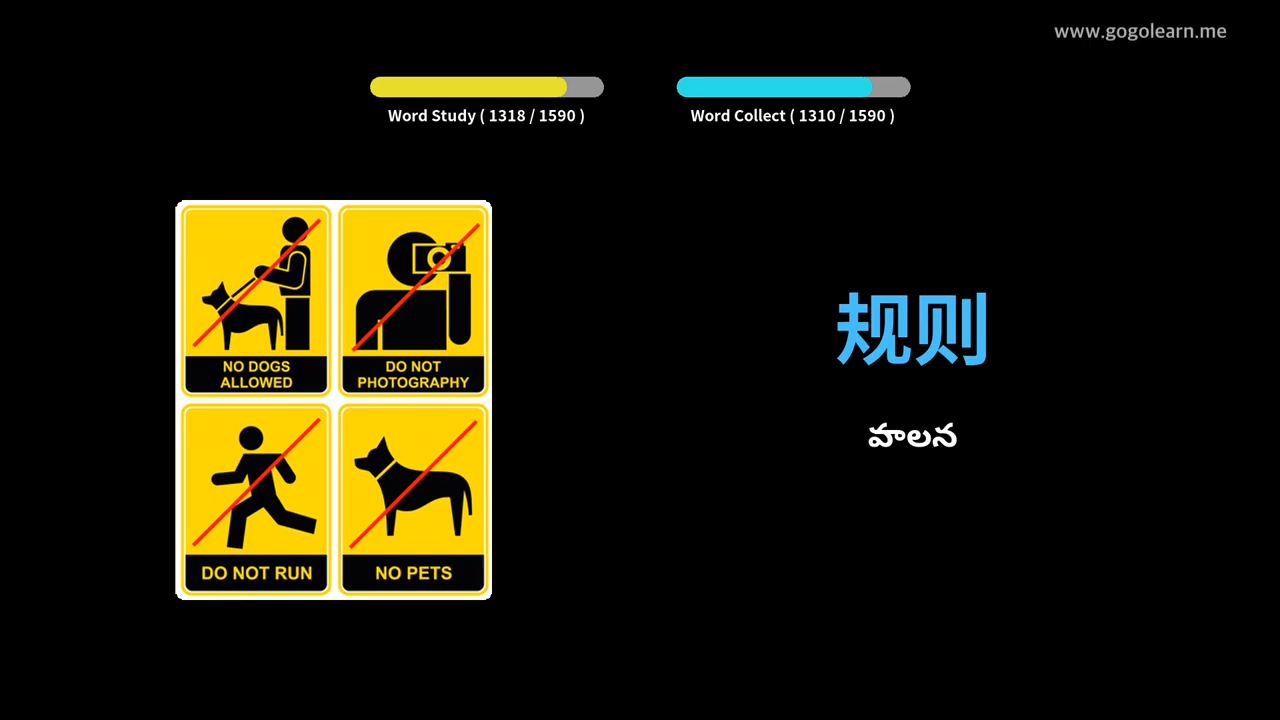 www.gogolearn.me
Word Study ( 1318 / 1590 )
Word Collect ( 1310 / 1590 )
NO DOGS
ALLOWED
DO NOT
PHOTOGRAPHY
DO NOT RUN
NO PETS
规则
పాలన